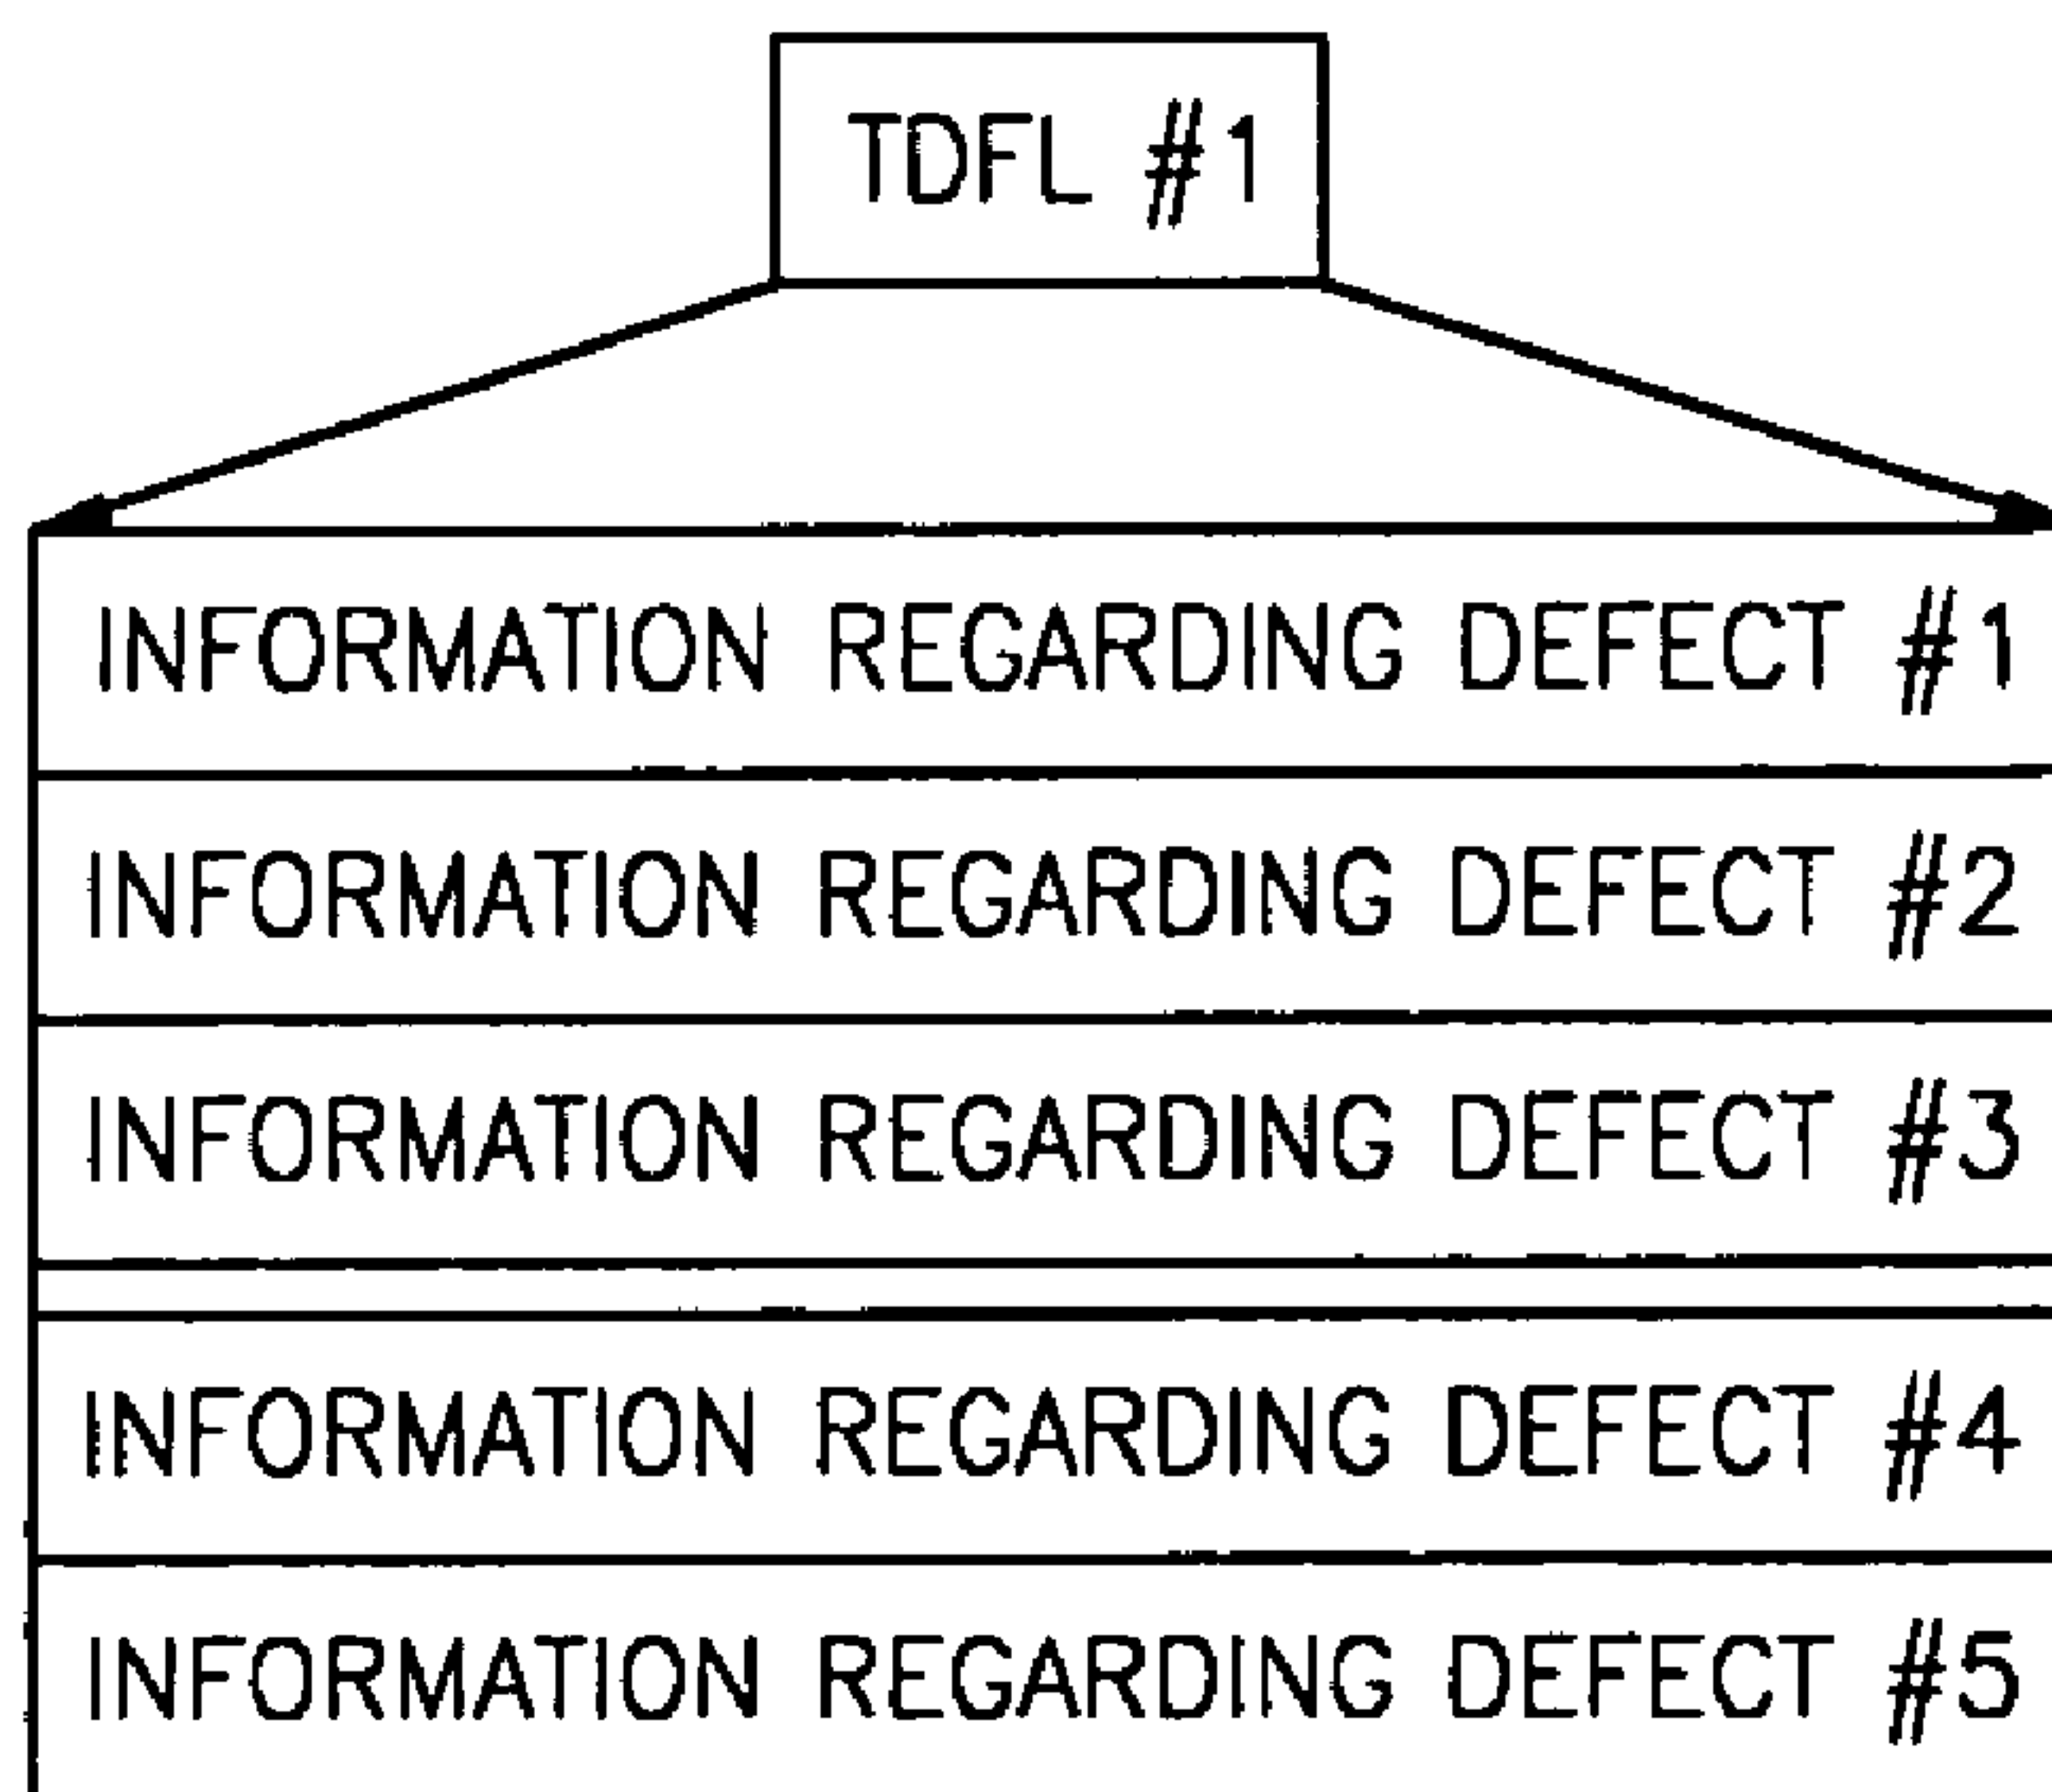 TDFL #1
INFORMATION REGARDING DEFECT #1
INFORMATION REGARDING DEFECT #2
INFORMATION REGARDING DEFECT #3
INFORMATION REGARDING DEFECT #4
INFORMATION REGARDING DEFECT #5